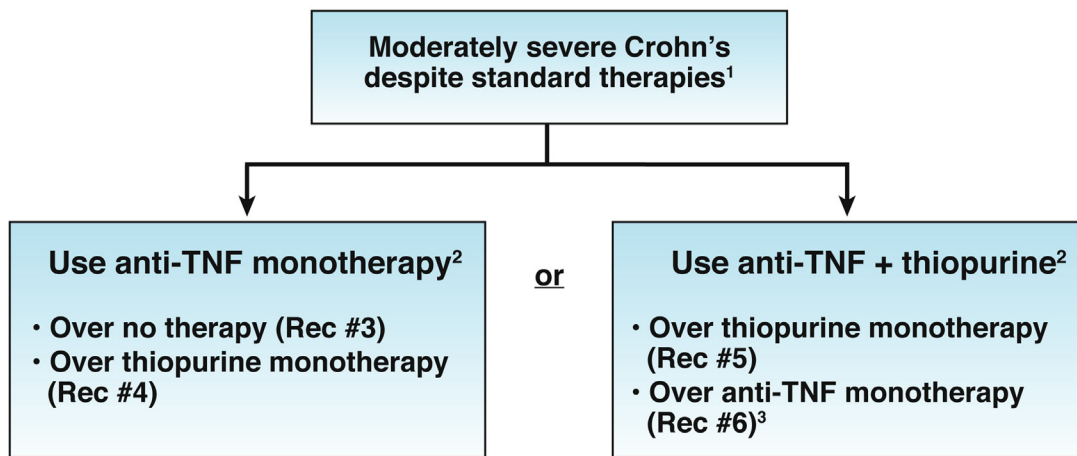 Moderately severe Crohn's
despite standard therapies¹
Use anti-TNF monotherapy²
• Over no therapy (Rec #3)
• Over thiopurine monotherapy
(Rec #4)
or
Use anti-TNF + thiopurine²
• Over thiopurine monotherapy
(Rec #5)
• Over anti-TNF monotherapy
(Rec #6)³